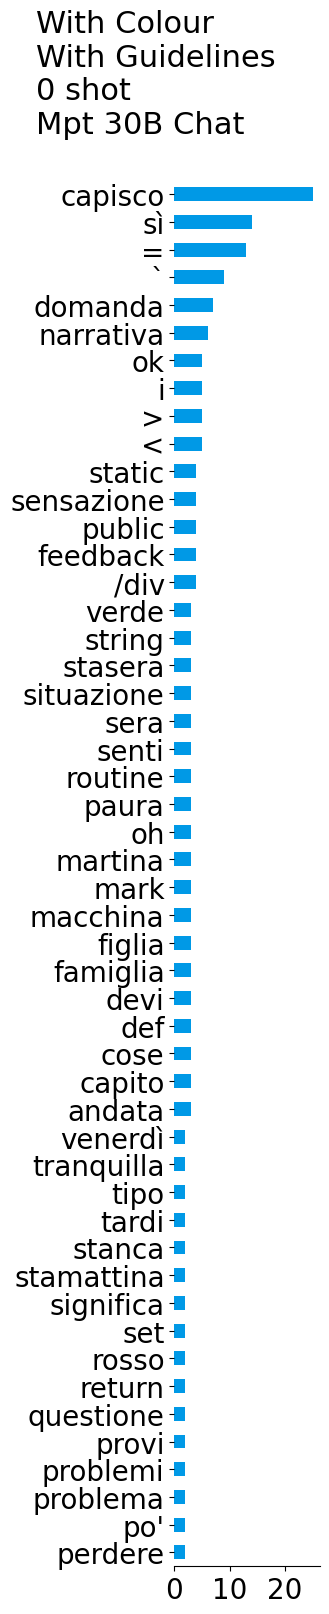 With Colour
With Guidelines
0 shot
Mpt 30B Chat
capisco
sì
=
`
domanda
narrativa
ok
i
>
<
static
sensazione
public
feedback
/div
verde
string
stasera
situazione
sera
senti
routine
paura
oh
martina
mark
macchina
figlia
famiglia
devi
def
cose
capito
andata
venerdì
tranquilla
tipo
tardi
stanca
stamattina
significa
set
rosso
return
questione
provi
problemi
problema
po'
perdere
0 10 20